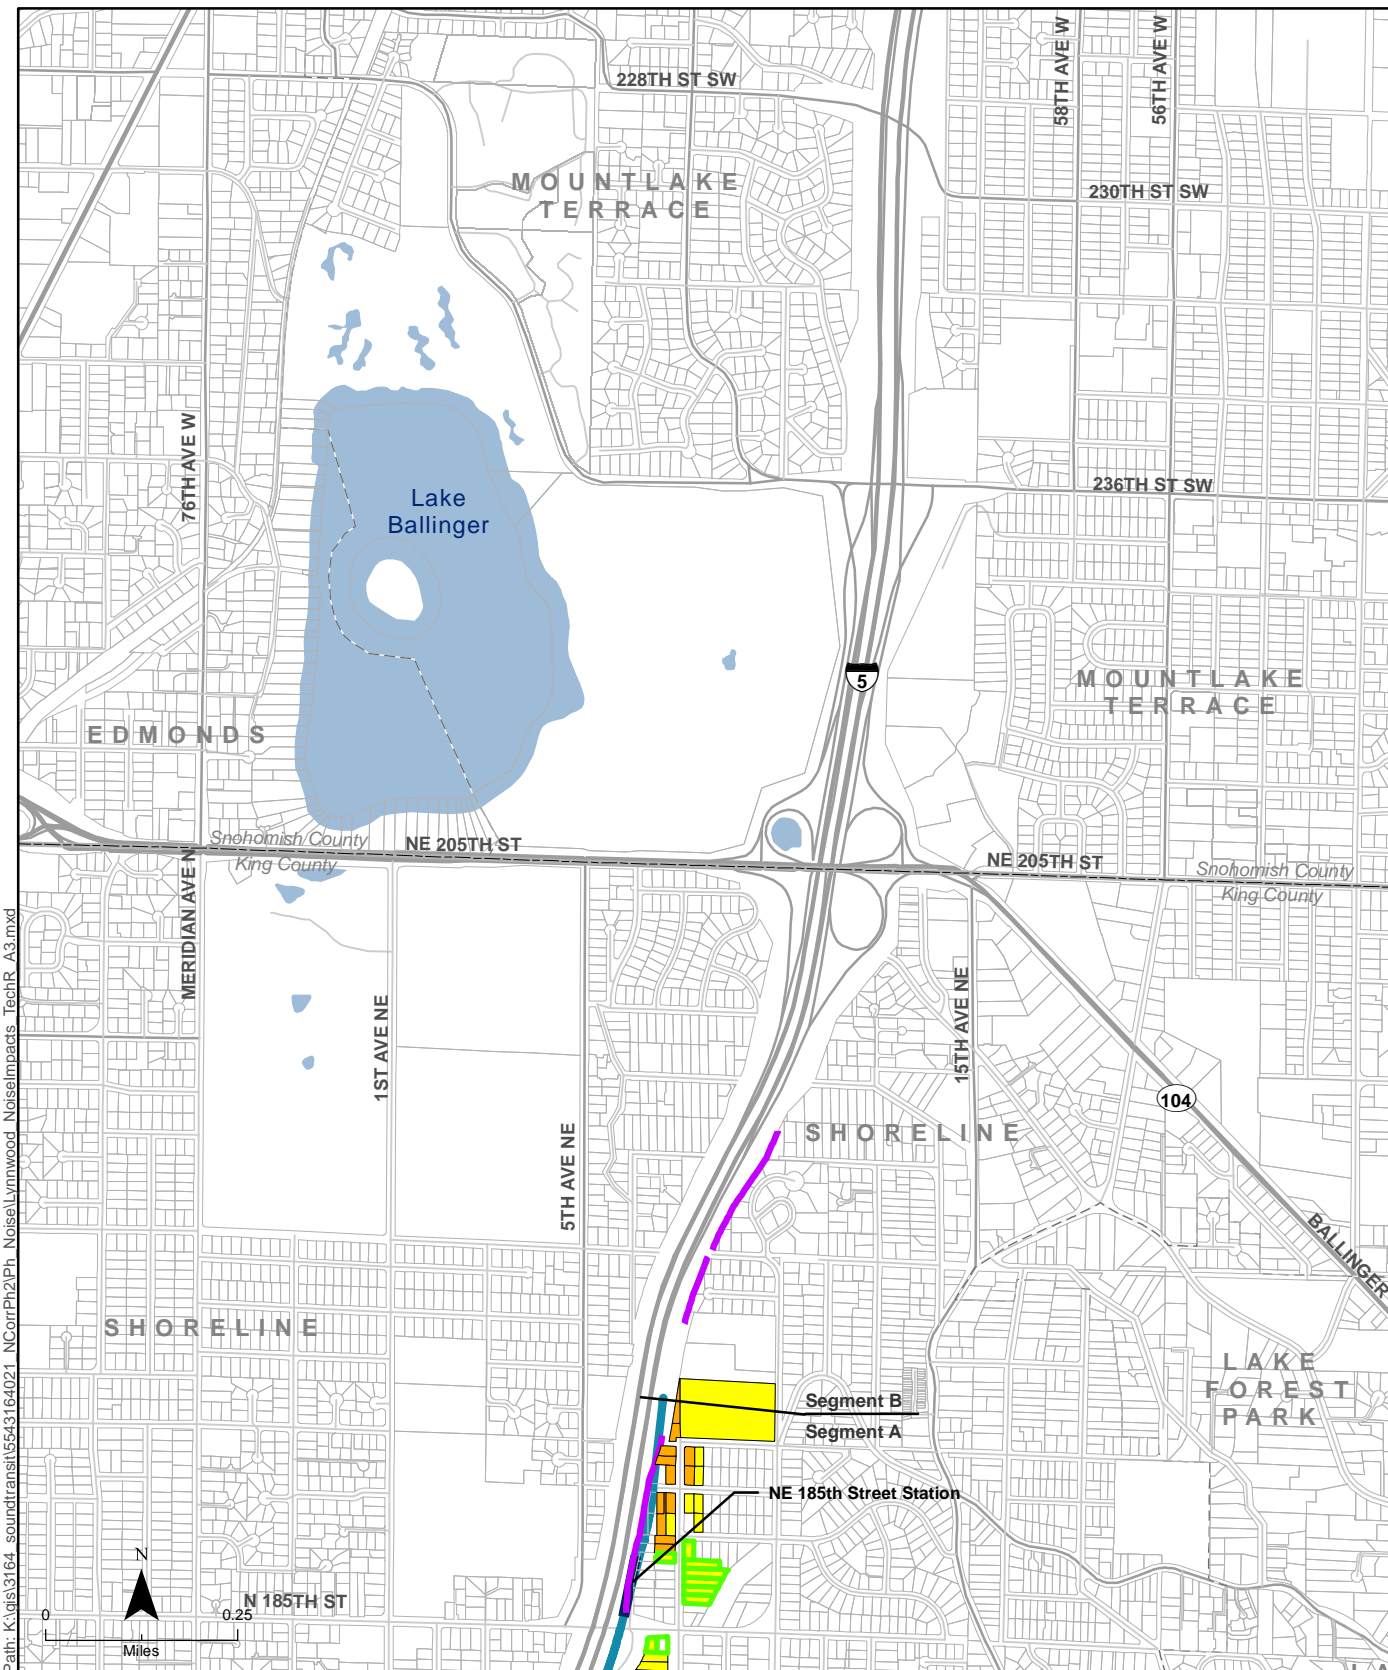 228TH ST SW
58TH AVE W
56TH AVE W
MOUNTLAKE
TERRACE
230TH ST SW
76TH AVE W
Lake
Ballinger
236TH ST SW
5
MOUNTLAKE
TERRACE
EDMONDS
Snohomish County
King County
NE 205TH ST
NE 205TH ST
Snohomish County
King County
MERIDIAN AVE N
1ST AVE NE
15TH AVE NE
104
SHORELINE
5TH AVE NE
BALLINGER
SHORELINE
LAKE
FOREST
PARK
Segment B
Segment A
NE 185th Street Station
N
N 185TH ST
0
0.25
Miles
Path: K:\gis\3164_soundtransit\5543164021_NCorrPh2\Ph_Noise\Lynnwood_NoiseImpacts_TechR_A3.mxd